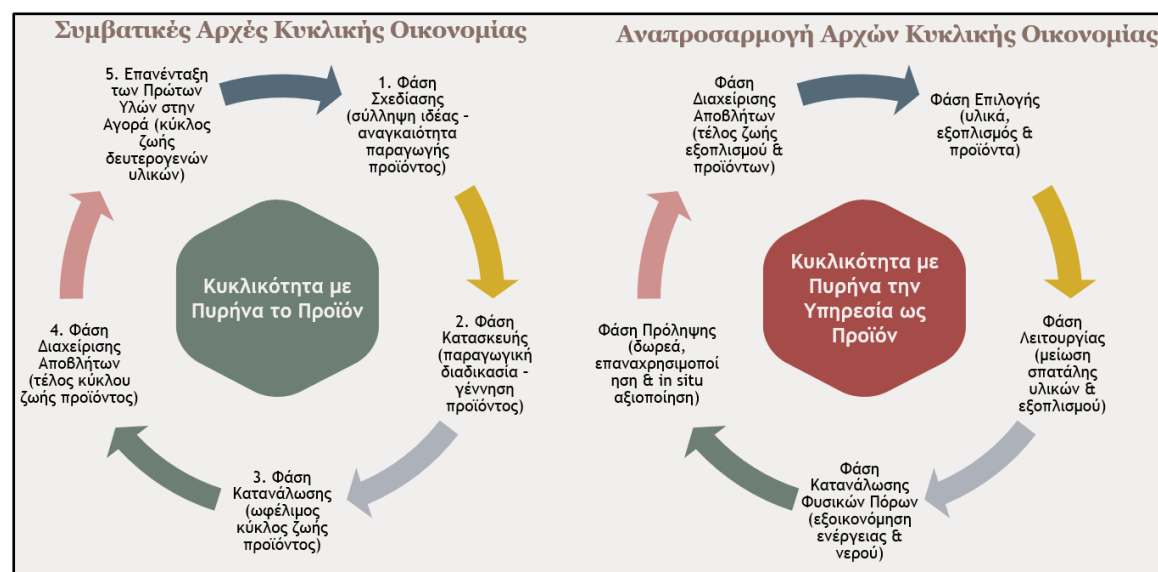 Συμβατικές Αρχές Κυκλικής Οικονομίας
5. Επανένταξη
των Πρώτων
Υλών στην
Αγορά (κύκλος
ζωής
δευτερογενών
υλικών)
1. Φάση
Σχεδίασης
(σύλληψη ιδέας –
αναγκαιότητα
παραγωγής
προϊόντος)
Κυκλικότητα με
Πυρήνα το Προϊόν
4. Φάση
Διαχείρισης
Αποβλήτων
(τέλος κύκλου
ζωής προϊόντος)
2. Φάση
Κατασκευής
(παραγωγική
διαδικασία –
γέννηση
προϊόντος)
3. Φάση
Κατανάλωσης
(ωφέλιμος
κύκλος ζωής
προϊόντος)
Αναπροσαρμογή Αρχών Κυκλικής Οικονομίας
Φάση
Διαχείρισης
Αποβλήτων
(τέλος ζωής
εξοπλισμού &
προϊόντων)
Φάση Επιλογής
(υλικά,
εξοπλισμός &
προϊόντα)
Κυκλικότητα με
Πυρήνα την
Υπηρεσία ως
Προϊόν
Φάση Πρόληψης
(δωρεά,
επαναχρησιμοποί
ηση & in situ
αξιοποίηση)
Φάση
Λειτουργίας
(μείωση
σπατάλης
υλικών &
εξοπλισμού)
Φάση
Κατανάλωσης
Φυσικών Πόρων
(εξοικονόμηση
ενέργειας &
νερού)